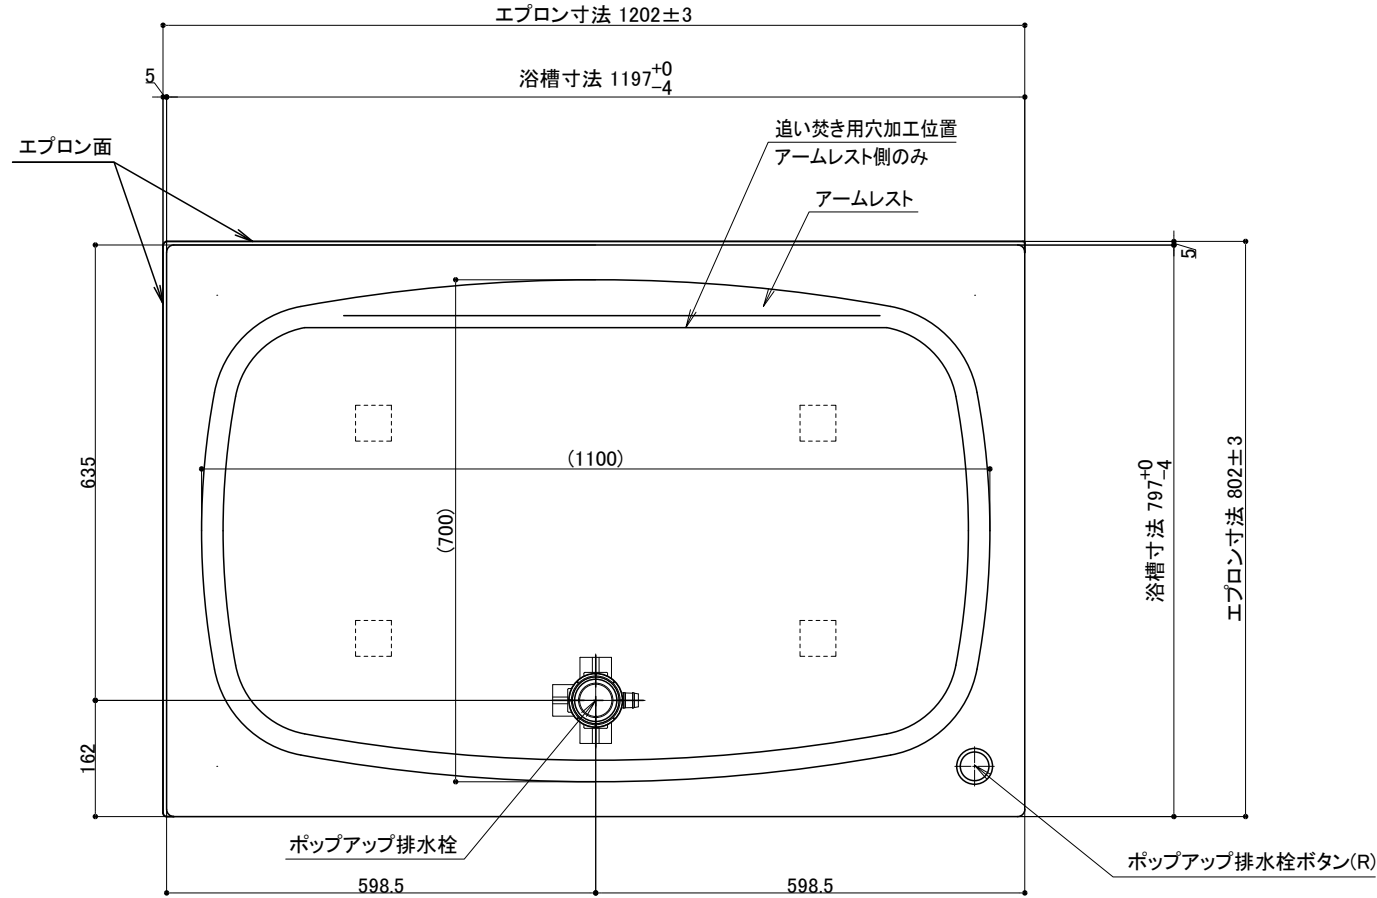 エプロン寸法 1202±3
5
浴槽寸法 1197+0-4
追い焚き用穴加工位置
アームレスト側のみ
エプロン面
アームレスト
5
635
(1100)
(700)
浴槽寸法 797+0-4
エプロン寸法 802±3
162
ポップアップ排水栓
ポップアップ排水栓ボタン(R)
598.5
598.5